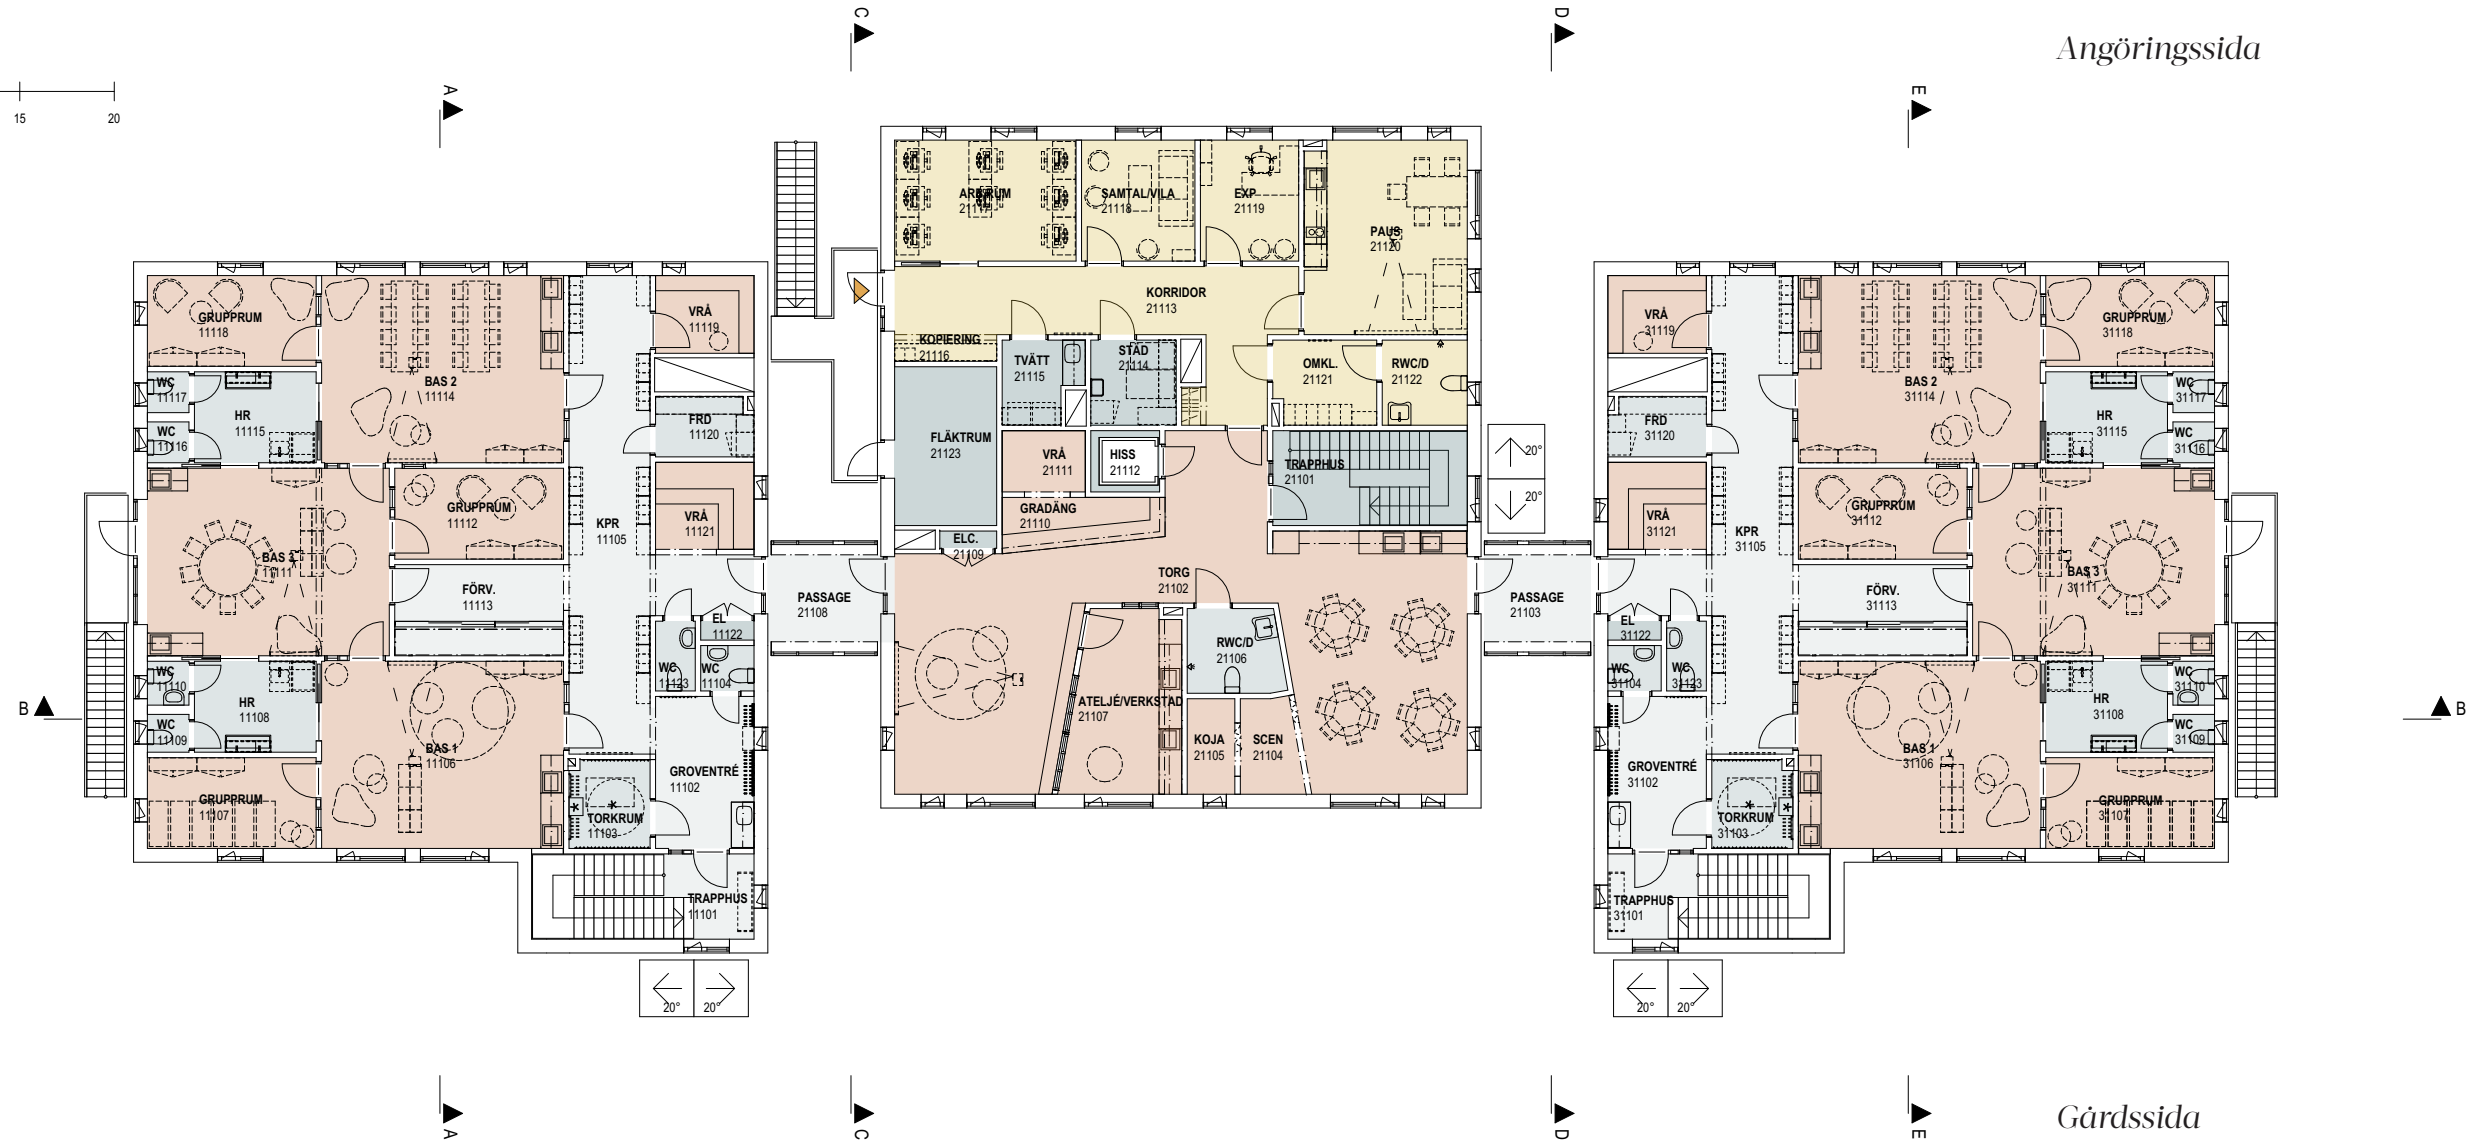 C
D
Angöringssida
A
E
15
20
ARB.RUM
SAMTAL/VILA
21118
EXP
21119
PAUS
21120
KORRIDOR
21113
KOPIERING
21116
TVÄTT
21115
STÄD
21114
OMKL.
21121
RWC/D
21122
FLÄKTRUM
21123
VRÅ
21111
HISS
21112
TRAPPHUS
21101
20°
20°
GRADÄNG
21110
ELC.
21109
TORG
21102
PASSAGE
21108
PASSAGE
21103
RWC/D
21106
ATELJÉ/VERKSTAD
21107
KOJA
21105
SCEN
21104
GRUPPRUM
11118
BAS 2
11114
VRÅ
11119
WC
11117
HR
11115
WC
11116
FRD
11120
GRUPPRUM
11112
KPR
11105
VRÅ
11121
BAS 3
11111
FÖRV.
11113
EL
11122
WC
11110
WC
11123
WC
11104
HR
11108
WC
11109
BAS 1
11106
GROVENTRÉ
11102
GRUPPRUM
11107
TORKRUM
11103
TRAPPHUS
11101
20°
20°
VRÅ
31119
GRUPPRUM
31118
BAS 2
31114
WC
31117
HR
31115
FRD
31120
WC
31116
GRUPPRUM
31112
VRÅ
31121
KPR
31105
BAS 3
31111
FÖRV.
31113
EL
31122
WC
31104
WC
31123
WC
31110
HR
31108
WC
31109
BAS 1
31106
GROVENTRÉ
31102
GRUPPRUM
31107
TORKRUM
31103
TRAPPHUS
31101
20°
20°
B
B
A
C
D
E
Gårdssida